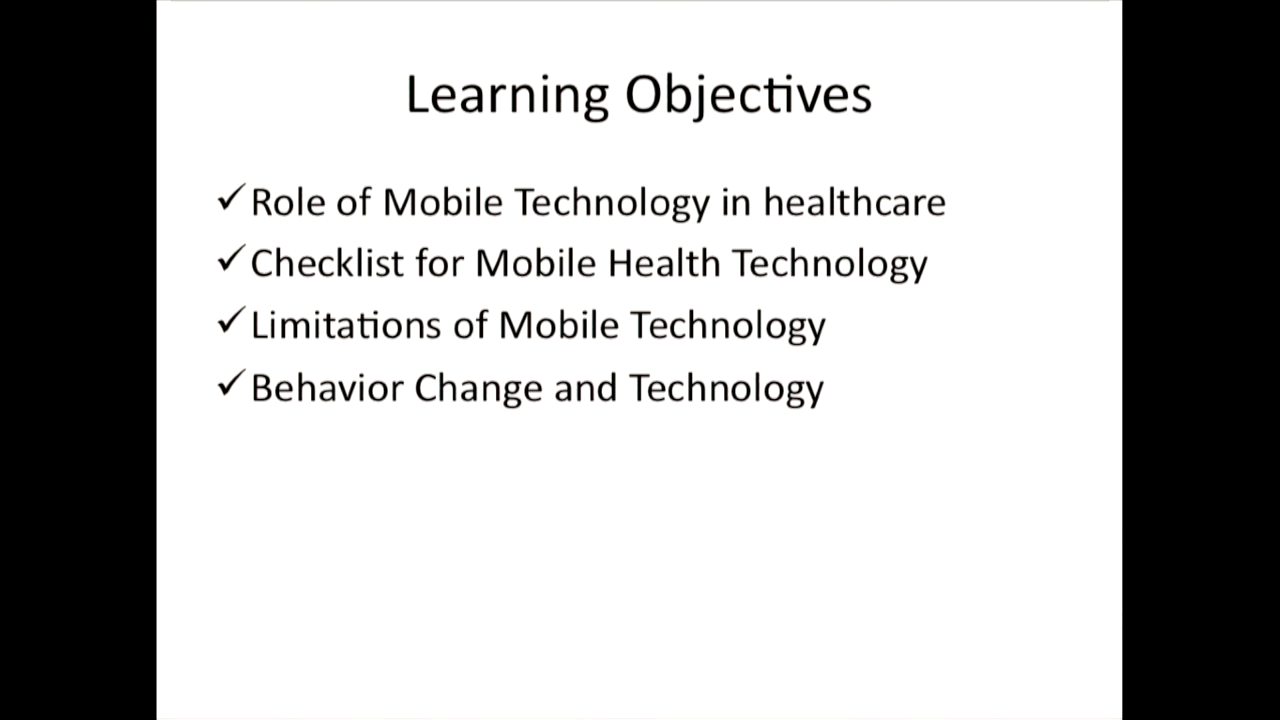 Learning Objectives
✓Role of Mobile Technology in healthcare
✓Checklist for Mobile Health Technology
✓Limitations of Mobile Technology
✓Behavior Change and Technology